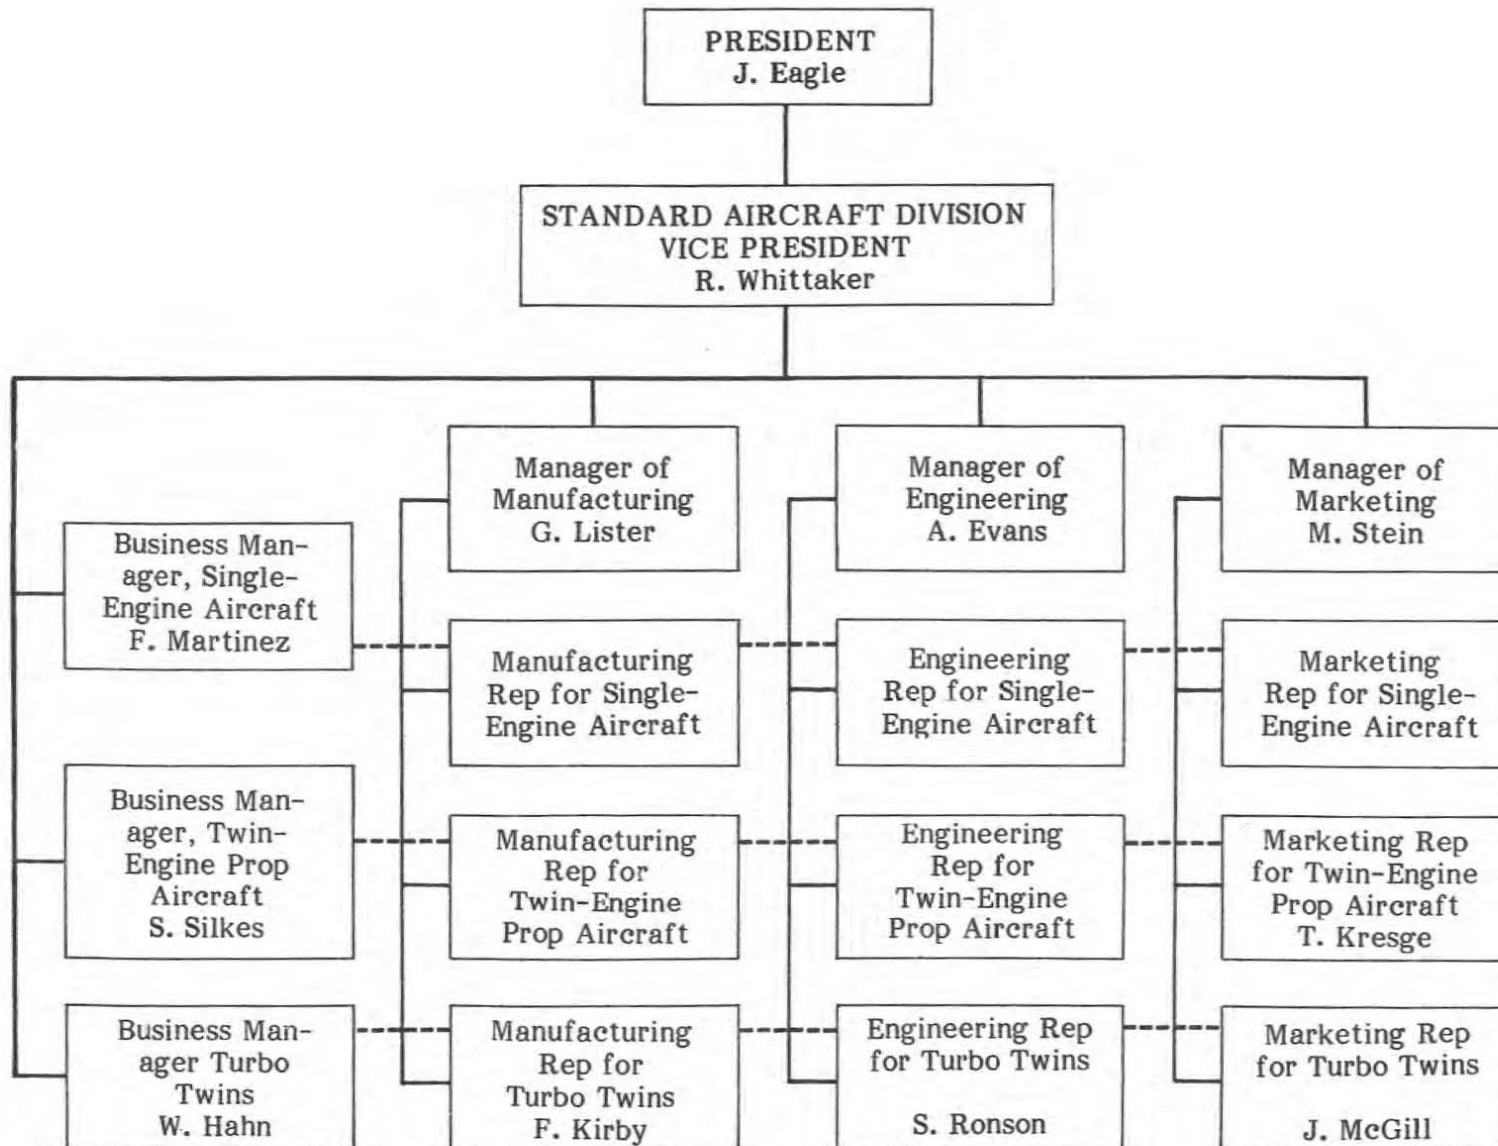 PRESIDENT
J. Eagle
STANDARD AIRCRAFT DIVISION
VICE PRESIDENT
R. Whittaker
Manager of
Manufacturing
G. Lister
Manager of
Engineering
A. Evans
Manager of
Marketing
M. Stein
Business Man-
ager, Single-
Engine Aircraft
F. Martinez
Manufacturing
Rep for Single-
Engine Aircraft
Engineering
Rep for Single-
Engine Aircraft
Marketing
Rep for Single-
Engine Aircraft
Business Man-
ager, Twin-
Engine Prop
Aircraft
S. Silkes
Manufacturing
Rep for
Twin-Engine
Prop Aircraft
Engineering
Rep for
Twin-Engine
Prop Aircraft
Marketing Rep
for Twin-Engine
Prop Aircraft
T. Kresge
Business Man-
ager Turbo
Twins
W. Hahn
Manufacturing
Rep for
Turbo Twins
F. Kirby
Engineering Rep
for Turbo Twins
S. Ronson
Marketing Rep
for Turbo Twins
J. McGill